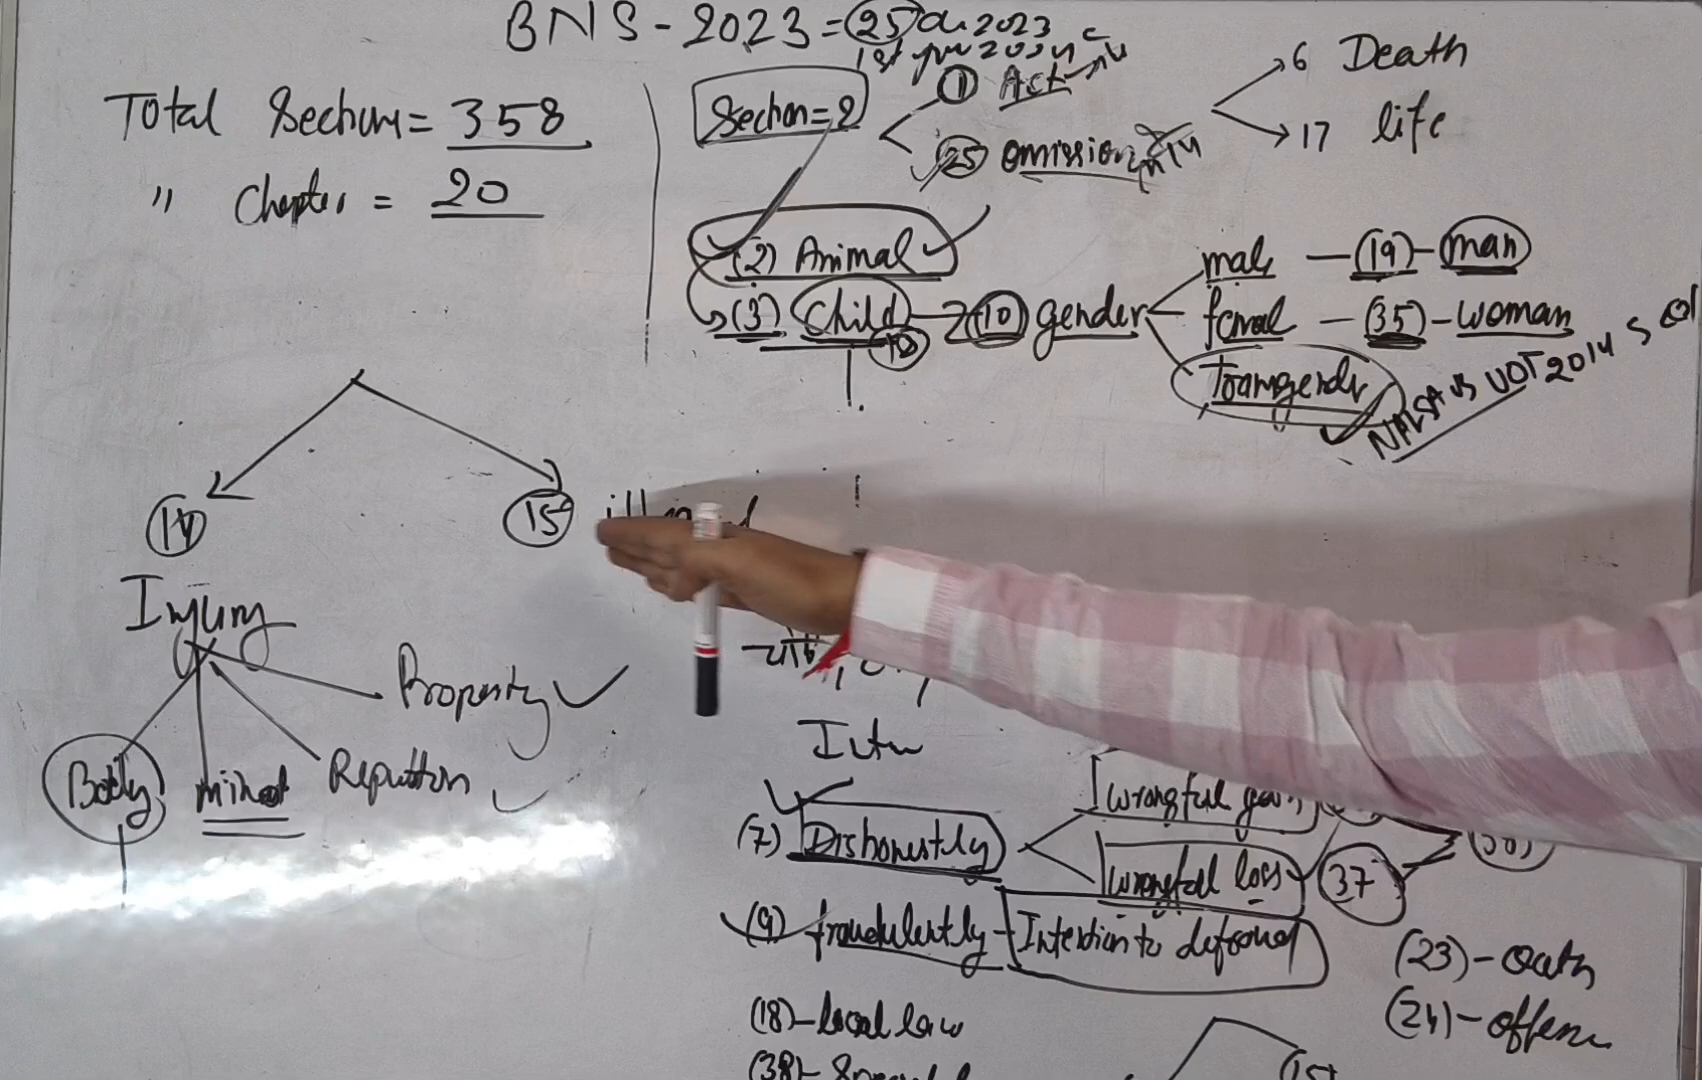 BNS - 2023 = 25 Dec 2023
1st
Total Section = 358
" Chapter = 20
Section = 2
(1) Act
(25) omission
6 Death
17 life
(2) Animal
(3) Child
18
(10) gender
male - (19) - man
female - (35) - woman
Transgender
NALSA vs UOI 2014 S
14
Injury
Body
mind
Reputation
Property
15
(7) Dishonestly
wrongful gain
wrongful loss
37
(9) fraudulently - Intention to defraud
(18) - local law
(38) -
(23) - Oath
(24) - offence